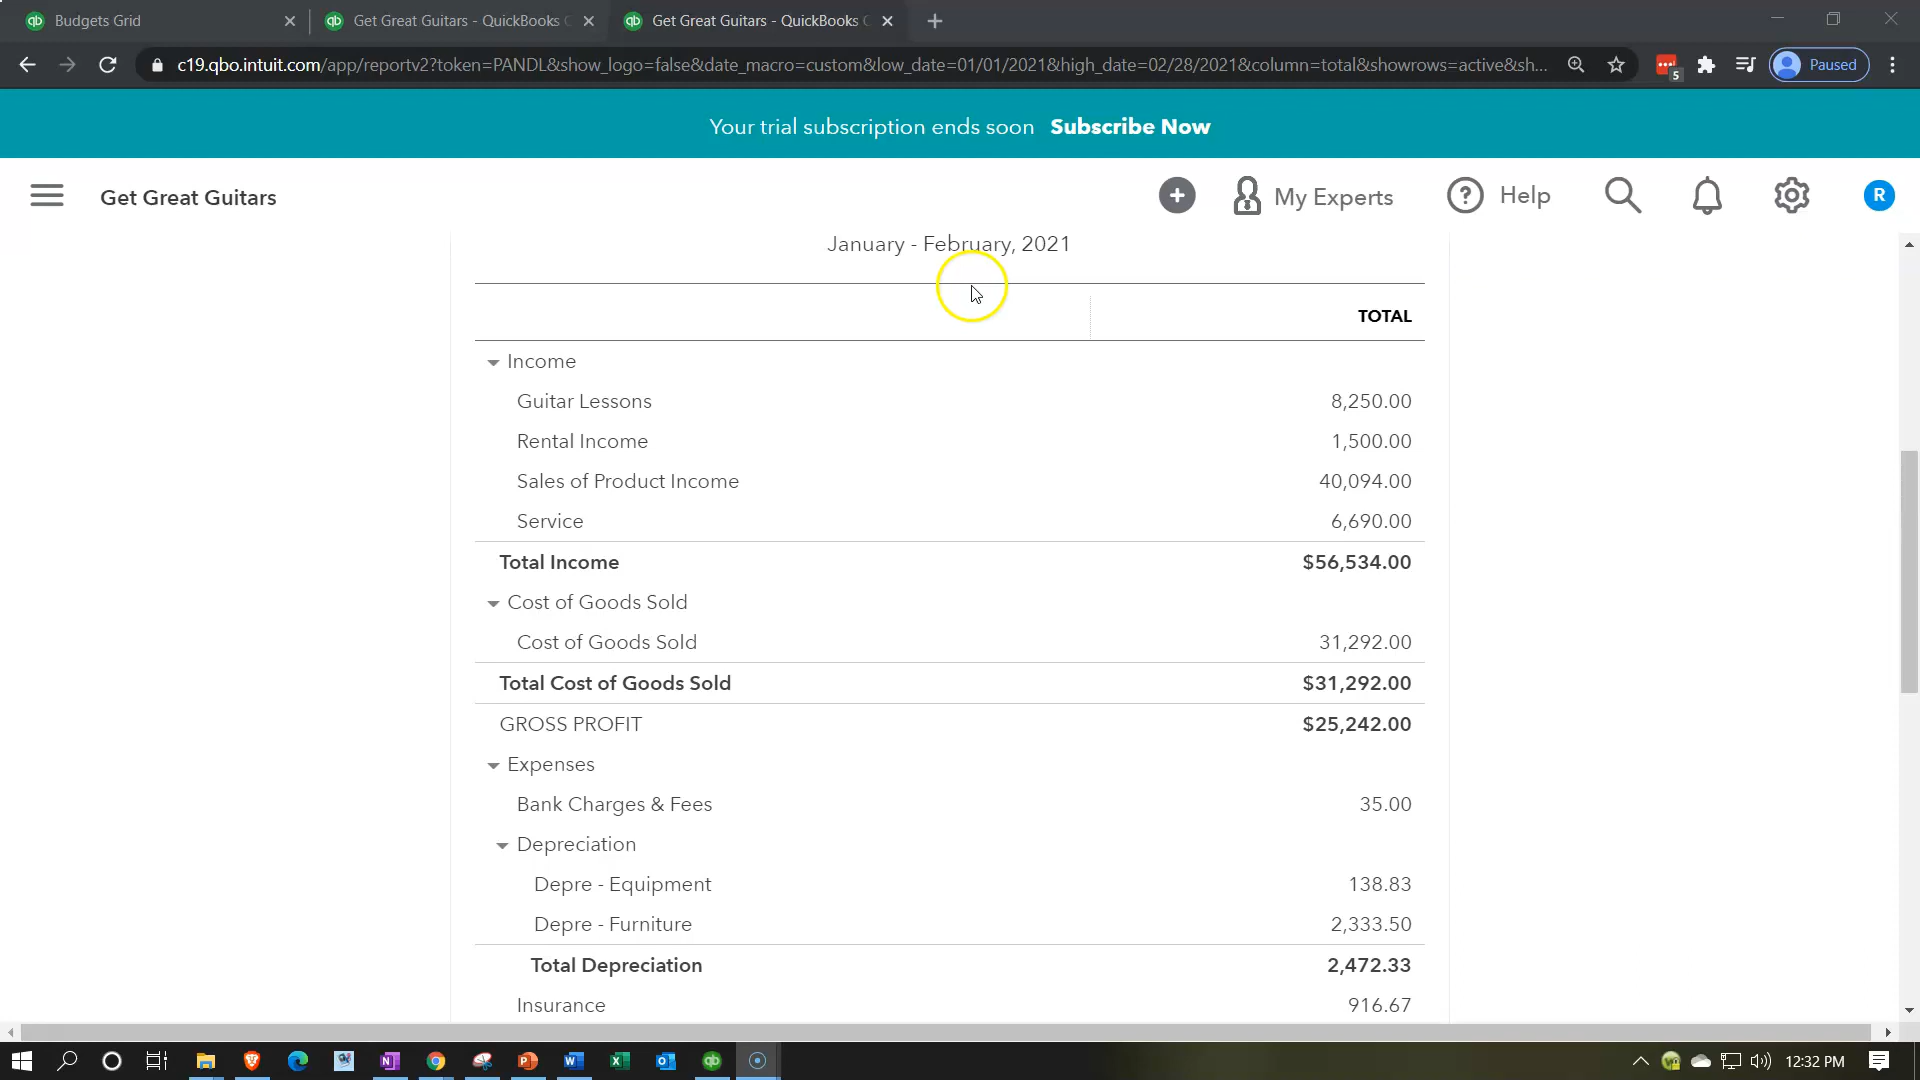 Budgets Grid
Get Great Guitars - QuickBooks C
Get Great Guitars - QuickBooks C
c19.qbo.intuit.com/app/reportv2?token=PANDL&show_logo=false&date_macro=custom&low_date=01/01/2021&high_date=02/28/2021&column=total&showrows=active&sh...
5
Paused
Your trial subscription ends soon Subscribe Now
Get Great Guitars
My Experts
Help
R
January - February, 2021
TOTAL
Income
Guitar Lessons 8,250.00
Rental Income 1,500.00
Sales of Product Income 40,094.00
Service 6,690.00
Total Income $56,534.00
Cost of Goods Sold
Cost of Goods Sold 31,292.00
Total Cost of Goods Sold $31,292.00
GROSS PROFIT $25,242.00
Expenses
Bank Charges & Fees 35.00
Depreciation
Depre - Equipment 138.83
Depre - Furniture 2,333.50
Total Depreciation 2,472.33
Insurance 916.67
12:32 PM